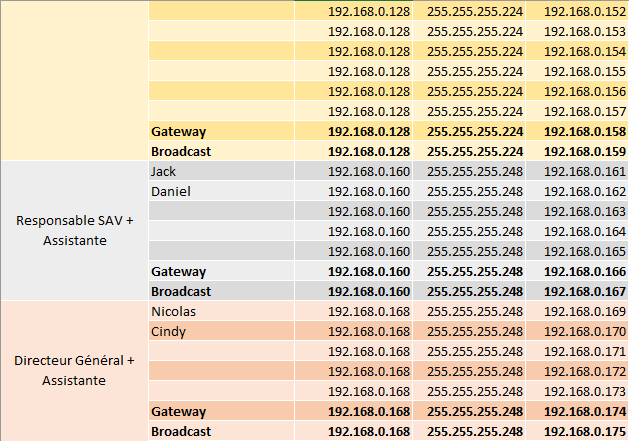 192.168.0.128 255.255.255.224 192.168.0.152
192.168.0.128 255.255.255.224 192.168.0.153
192.168.0.128 255.255.255.224 192.168.0.154
192.168.0.128 255.255.255.224 192.168.0.155
192.168.0.128 255.255.255.224 192.168.0.156
192.168.0.128 255.255.255.224 192.168.0.157
Gateway 192.168.0.128 255.255.255.224 192.168.0.158
Broadcast 192.168.0.128 255.255.255.224 192.168.0.159
Responsable SAV +
Assistante
Jack 192.168.0.160 255.255.255.248 192.168.0.161
Daniel 192.168.0.160 255.255.255.248 192.168.0.162
192.168.0.160 255.255.255.248 192.168.0.163
192.168.0.160 255.255.255.248 192.168.0.164
192.168.0.160 255.255.255.248 192.168.0.165
Gateway 192.168.0.160 255.255.255.248 192.168.0.166
Broadcast 192.168.0.160 255.255.255.248 192.168.0.167
Directeur Général +
Assistante
Nicolas 192.168.0.168 255.255.255.248 192.168.0.169
Cindy 192.168.0.168 255.255.255.248 192.168.0.170
192.168.0.168 255.255.255.248 192.168.0.171
192.168.0.168 255.255.255.248 192.168.0.172
192.168.0.168 255.255.255.248 192.168.0.173
Gateway 192.168.0.168 255.255.255.248 192.168.0.174
Broadcast 192.168.0.168 255.255.255.248 192.168.0.175